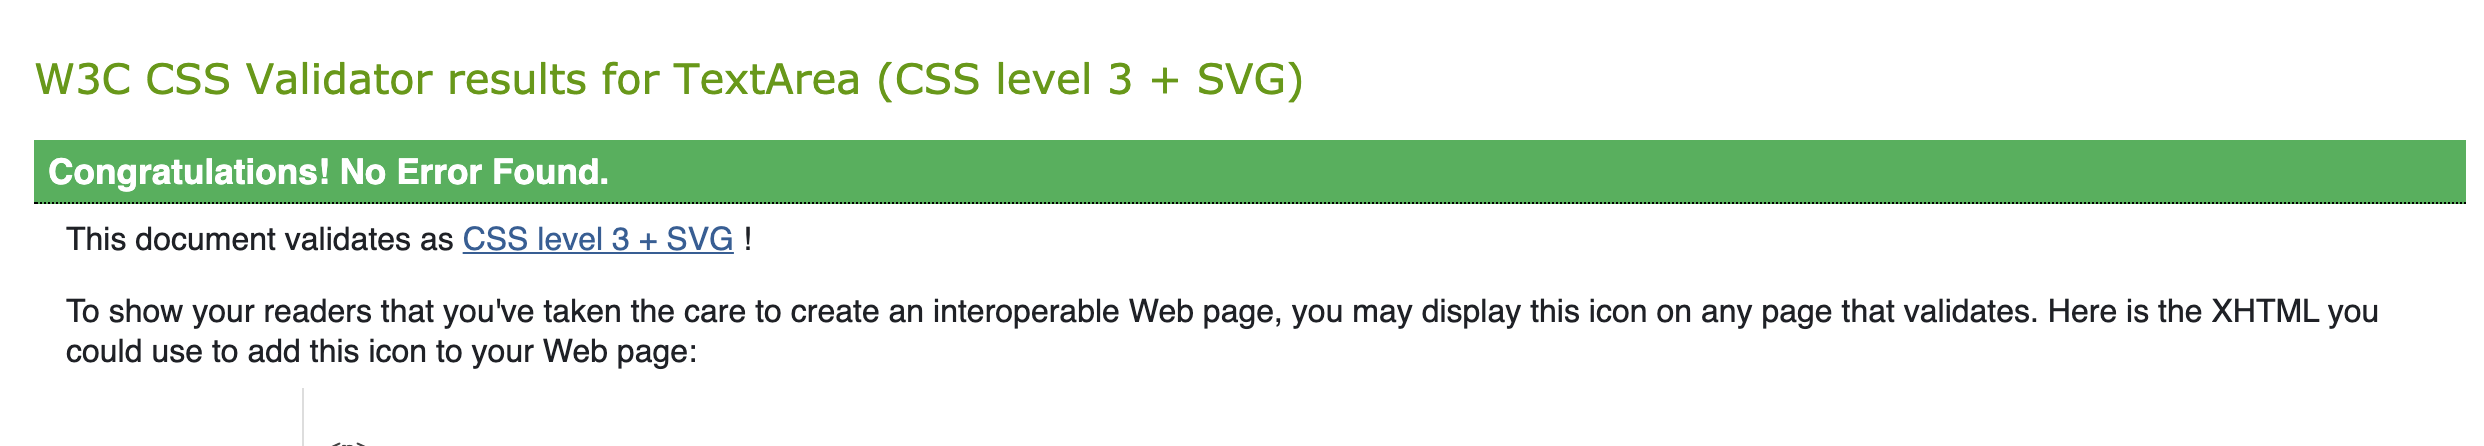 W3C CSS Validator results for TextArea (CSS level 3 + SVG)
Congratulations! No Error Found.
This document validates as CSS level 3 + SVG !
To show your readers that you've taken the care to create an interoperable Web page, you may display this icon on any page that validates. Here is the XHTML you
could use to add this icon to your Web page: